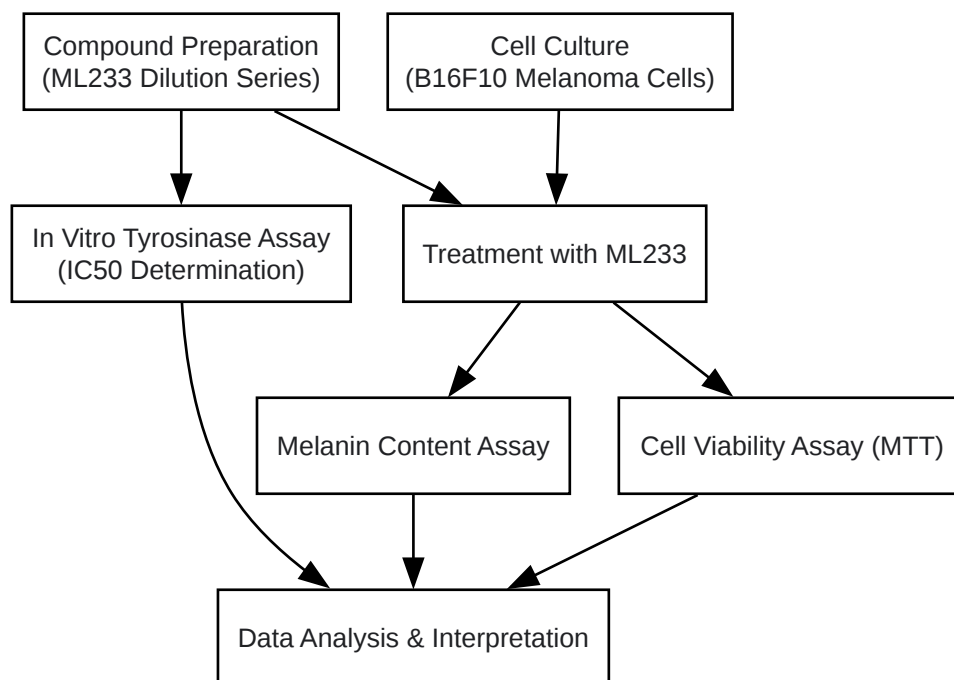 Compound Preparation
(ML233 Dilution Series)
Cell Culture
(B16F10 Melanoma Cells)
In Vitro Tyrosinase Assay
(IC50 Determination)
Treatment with ML233
Melanin Content Assay
Cell Viability Assay (MTT)
Data Analysis & Interpretation